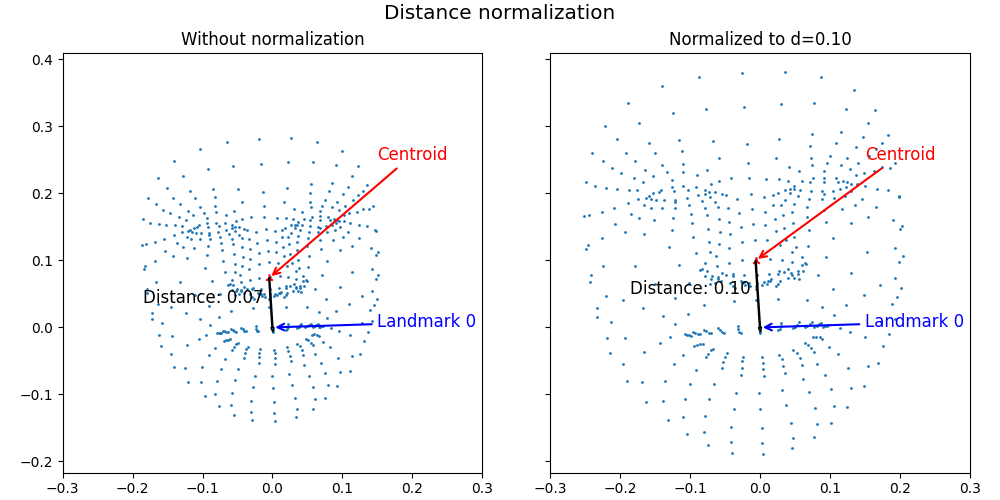 Distance normalization
Without normalization
Normalized to d=0.10
0.4
0.3
0.2
0.1
0.0
−0.1
−0.2
Centroid
Distance: 0.07
Landmark 0
Centroid
Distance: 0.10
Landmark 0
−0.3 −0.2 −0.1 0.0 0.1 0.2 0.3
−0.3 −0.2 −0.1 0.0 0.1 0.2 0.3